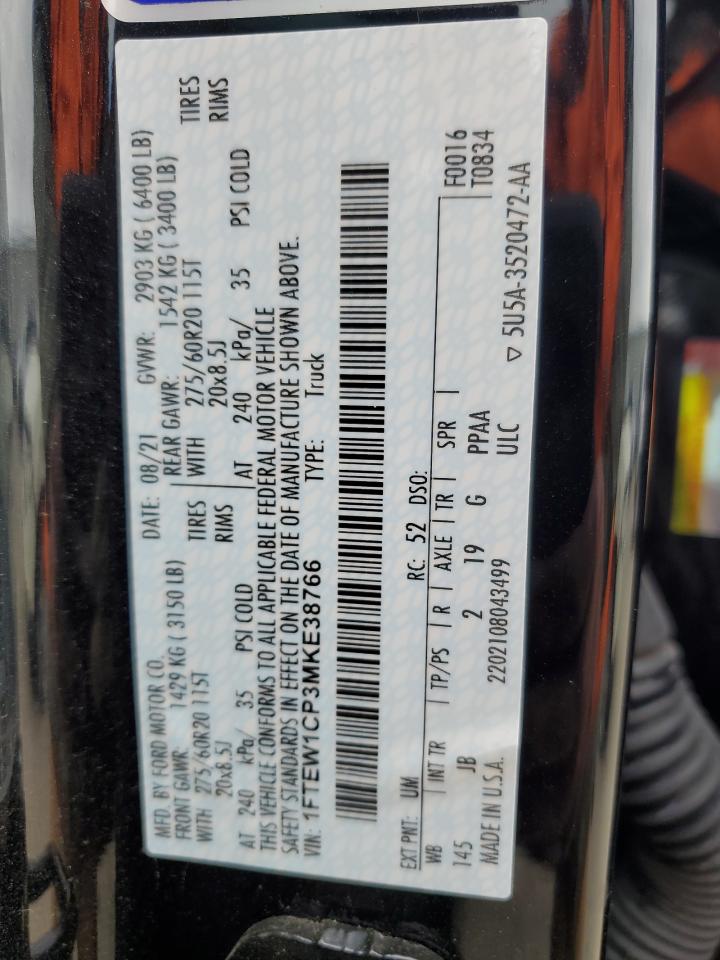 MFD. BY FORD MOTOR CO. DATE: 08/21 GVWR: 2903 KG ( 6400 LB)
FRONT GAWR: 1429 KG ( 3150 LB) REAR GAWR: 1542 KG ( 3400 LB)
WITH 275/60R20 115T TIRES WITH 275/60R20 115T TIRES
20x8.5J RIMS 20x8.5J RIMS
AT 240 kPa/ 35 PSI COLD AT 240 kPa/ 35 PSI COLD
THIS VEHICLE CONFORMS TO ALL APPLICABLE FEDERAL MOTOR VEHICLE
SAFETY STANDARDS IN EFFECT ON THE DATE OF MANUFACTURE SHOWN ABOVE.
VIN: 1FTEW1CP3MKE38766 TYPE: Truck
EXT PNT: UM RC: 52 DSO:
WB | INT TR | TP/PS | R | AXLE | TR | SPR | F0016
145 JB 2 19 G PPAA T0834
MADE IN U.S.A. 2202108043499 ULC ▽ 5U5A-3520472-AA